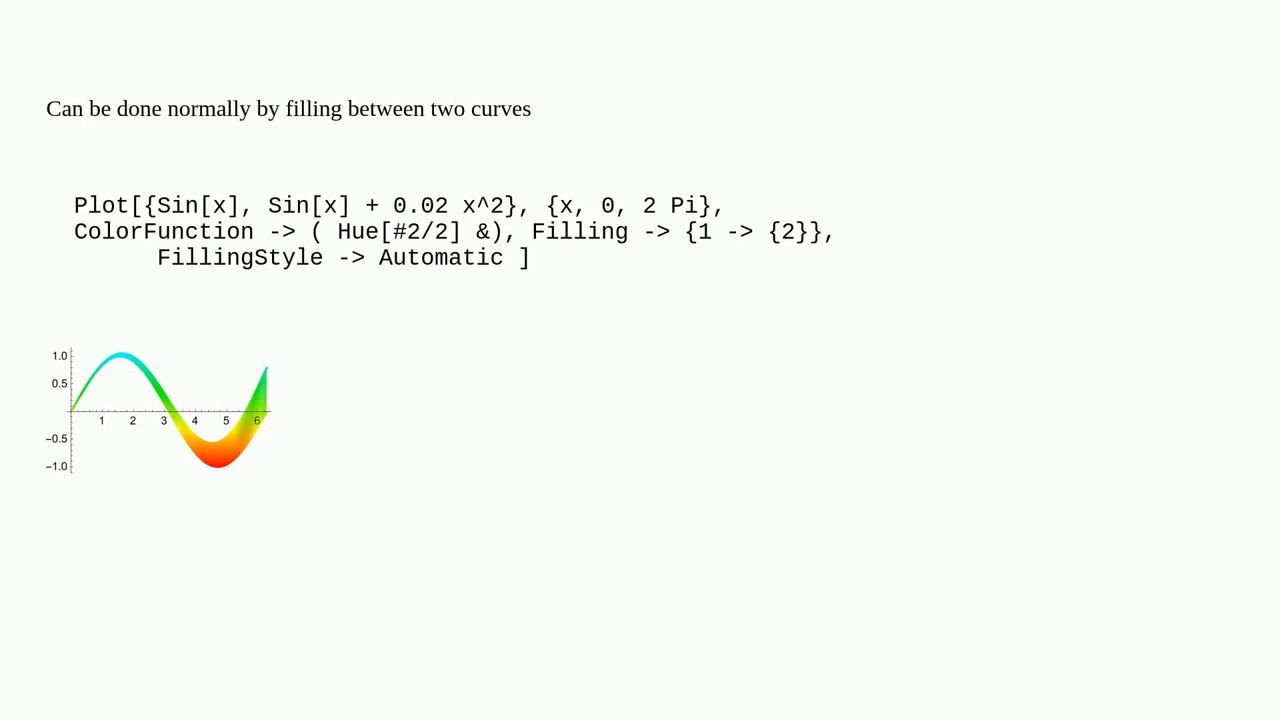 Can be done normally by filling between two curves
Plot[{Sin[x], Sin[x] + 0.02 x^2}, {x, 0, 2 Pi},
ColorFunction -> ( Hue[#2/2] &), Filling -> {1 -> {2}},
FillingStyle -> Automatic ]
1.0
0.5
1 2 3 4 5 6
−0.5
−1.0